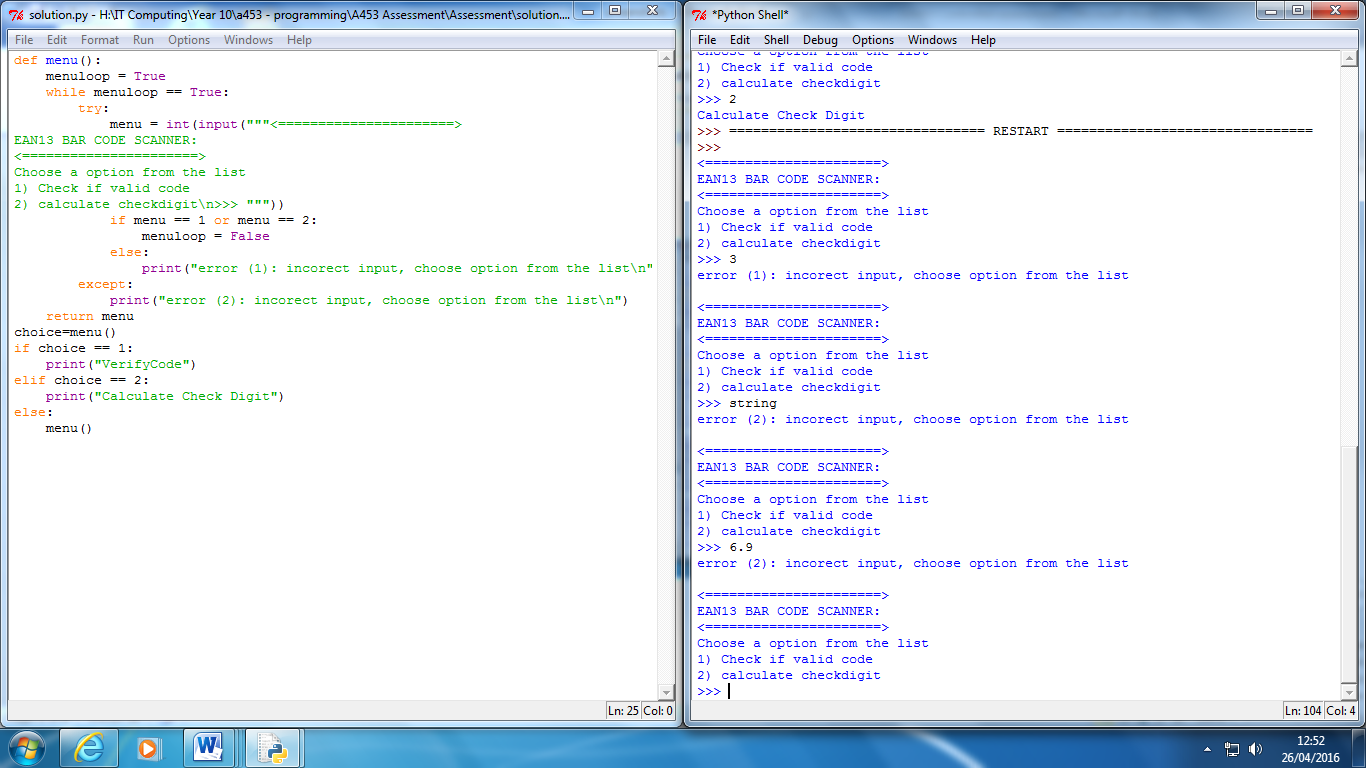 solution.py - H:\IT Computing\Year 10\a453 - programming\A453 Assessment\Assessment\solution....
File Edit Format Run Options Windows Help
def menu():
    menuloop = True
    while menuloop == True:
        try:
            menu = int(input("""<======================>
EAN13 BAR CODE SCANNER:
<======================>
Choose a option from the list
1) Check if valid code
2) calculate checkdigit\n>>> """))
            if menu == 1 or menu == 2:
                menuloop = False
            else:
                print("error (1): incorect input, choose option from the list\n"
        except:
            print("error (2): incorect input, choose option from the list\n")
    return menu
choice=menu()
if choice == 1:
    print("VerifyCode")
elif choice == 2:
    print("Calculate Check Digit")
else:
    menu()
Ln: 25 Col: 0
*Python Shell*
File Edit Shell Debug Options Windows Help
Choose a option from the list
1) Check if valid code
2) calculate checkdigit
>>> 2
Calculate Check Digit
>>> ================================ RESTART ================================
>>>
<======================>
EAN13 BAR CODE SCANNER:
<======================>
Choose a option from the list
1) Check if valid code
2) calculate checkdigit
>>> 3
error (1): incorect input, choose option from the list
<======================>
EAN13 BAR CODE SCANNER:
<======================>
Choose a option from the list
1) Check if valid code
2) calculate checkdigit
>>> string
error (2): incorect input, choose option from the list
<======================>
EAN13 BAR CODE SCANNER:
<======================>
Choose a option from the list
1) Check if valid code
2) calculate checkdigit
>>> 6.9
error (2): incorect input, choose option from the list
<======================>
EAN13 BAR CODE SCANNER:
<======================>
Choose a option from the list
1) Check if valid code
2) calculate checkdigit
>>>
Ln: 104 Col: 4
12:52
26/04/2016